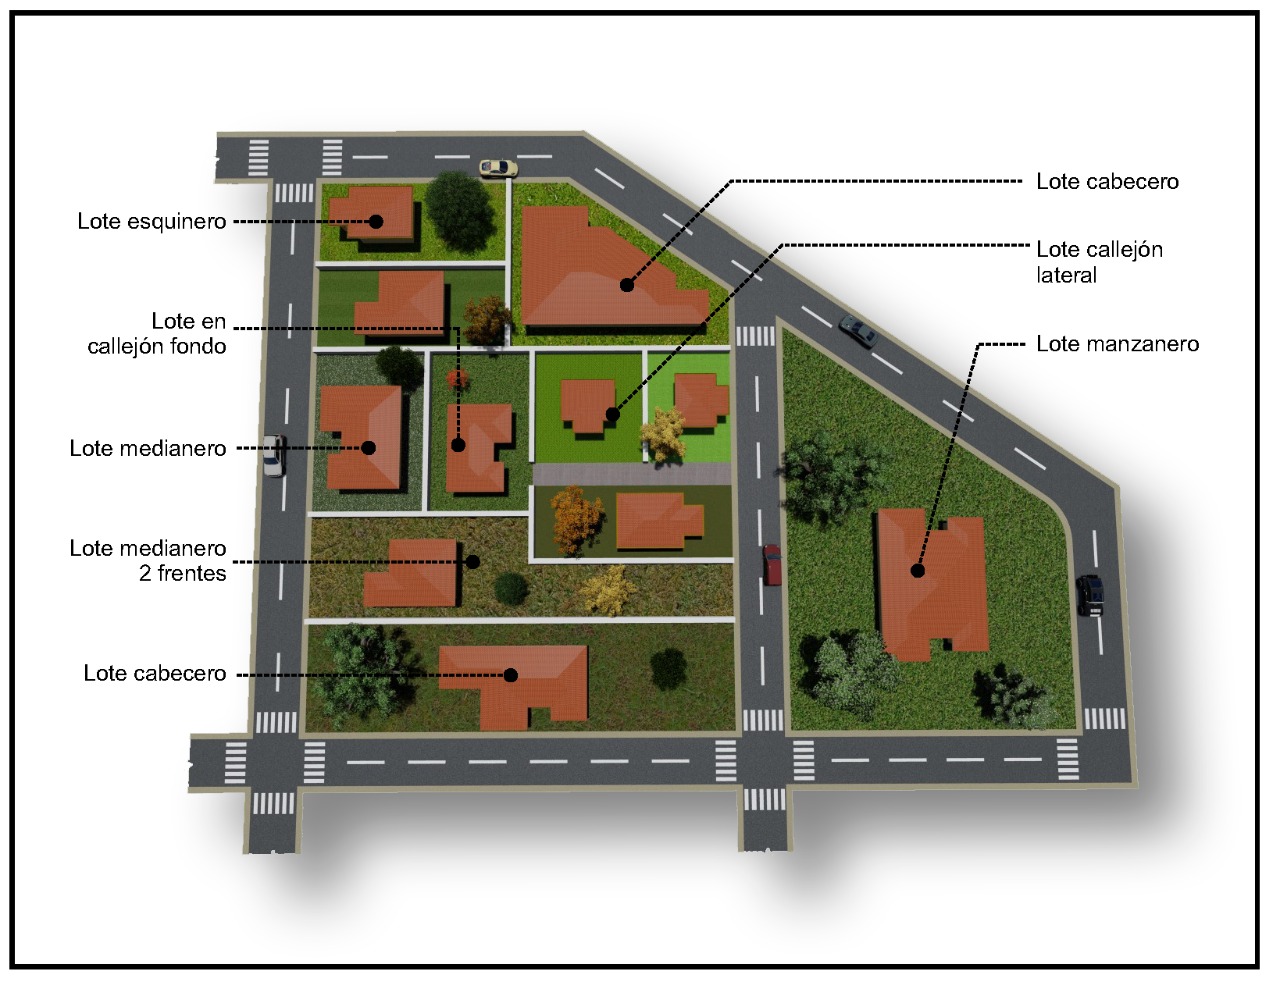 Lote esquinero
Lote en
callejón fondo
Lote medianero
Lote medianero
2 frentes
Lote cabecero
Lote cabecero
Lote callejón
lateral
Lote manzanero